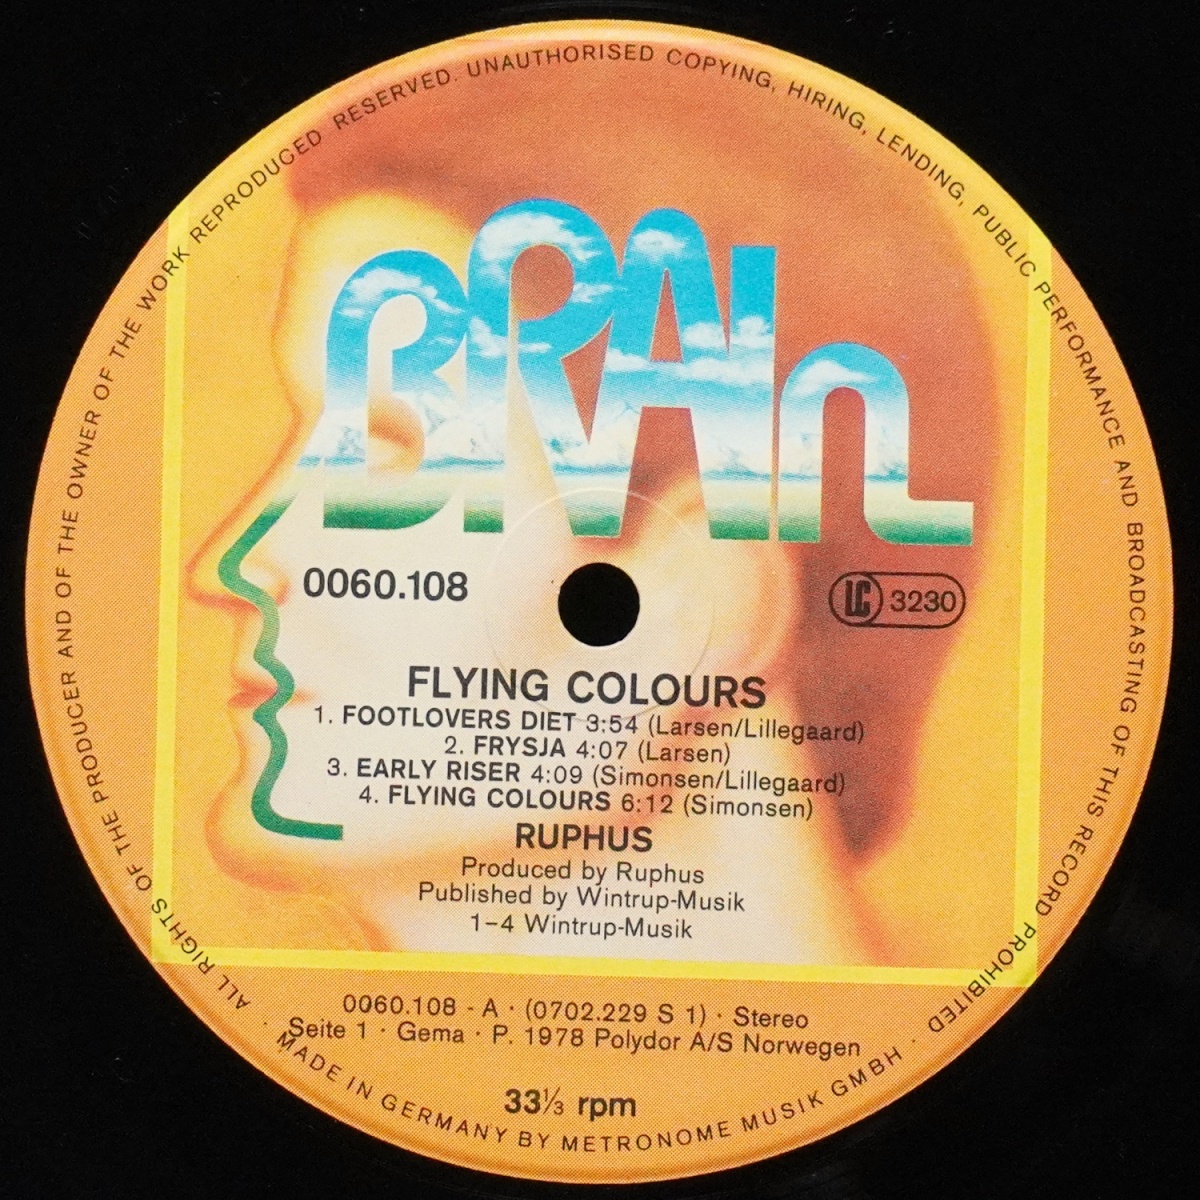 ALL RIGHTS OF THE PRODUCER AND OF THE OWNER OF THE WORK REPRODUCED RESERVED. UNAUTHORISED COPYING, HIRING, LENDING, PUBLIC PERFORMANCE AND BROADCASTING OF THIS RECORD PROHIBITED ·
BRAIn
0060.108
LC 3230
FLYING COLOURS
1. FOOTLOVERS DIET 3:54 (Larsen/Lillegaard)
2. FRYSJA 4:07 (Larsen)
3. EARLY RISER 4:09 (Simonsen/Lillegaard)
4. FLYING COLOURS 6:12 (Simonsen)
RUPHUS
Produced by Ruphus
Published by Wintrup-Musik
1–4 Wintrup-Musik
0060.108 - A · (0702.229 S 1) · Stereo
Seite 1 · Gema · P. 1978 Polydor A/S Norwegen
33⅓ rpm
· MADE IN GERMANY BY METRONOME MUSIK GMBH ·